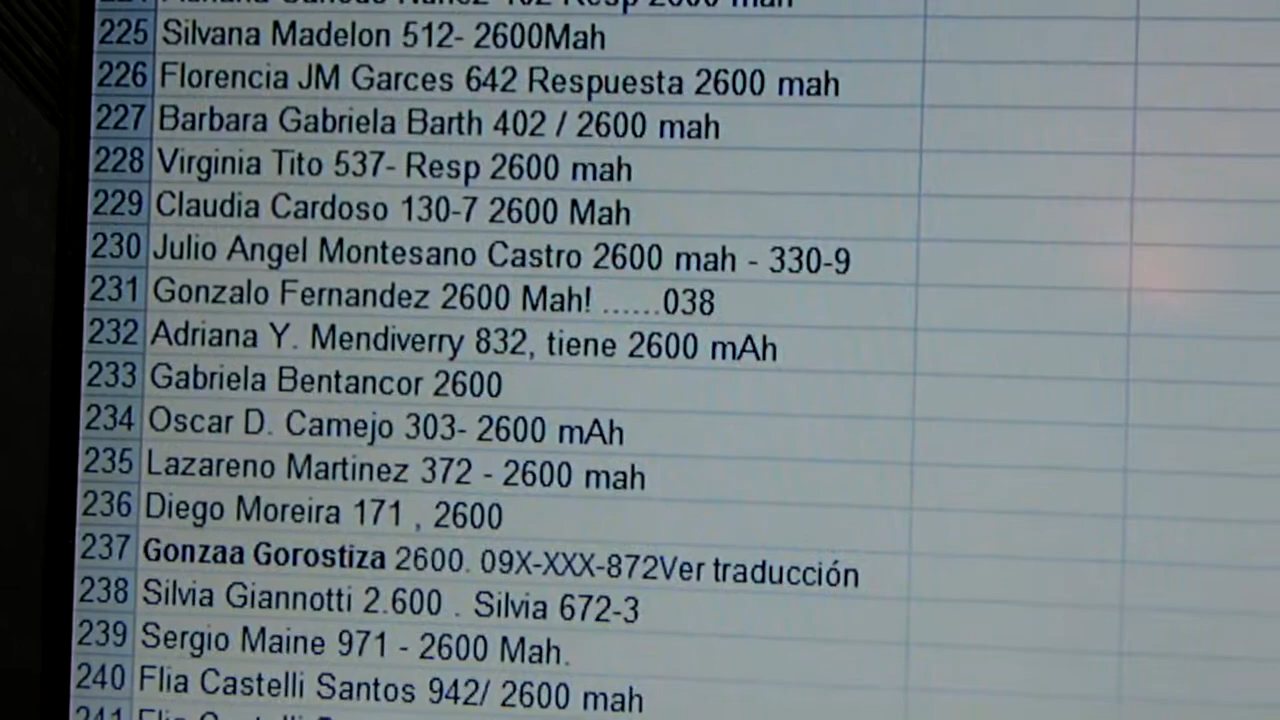 2600 mah
225 Silvana Madelon 512- 2600Mah
226 Florencia JM Garces 642 Respuesta 2600 mah
227 Barbara Gabriela Barth 402 / 2600 mah
228 Virginia Tito 537- Resp 2600 mah
229 Claudia Cardoso 130-7 2600 Mah
230 Julio Angel Montesano Castro 2600 mah - 330-9
231 Gonzalo Fernandez 2600 Mah! ......038
232 Adriana Y. Mendiverry 832, tiene 2600 mAh
233 Gabriela Bentancor 2600
234 Oscar D. Camejo 303- 2600 mAh
235 Lazareno Martinez 372 - 2600 mah
236 Diego Moreira 171 , 2600
237 Gonzaa Gorostiza 2600. 09X-XXX-872Ver traducción
238 Silvia Giannotti 2.600 . Silvia 672-3
239 Sergio Maine 971 - 2600 Mah.
240 Flia Castelli Santos 942/ 2600 mah
241